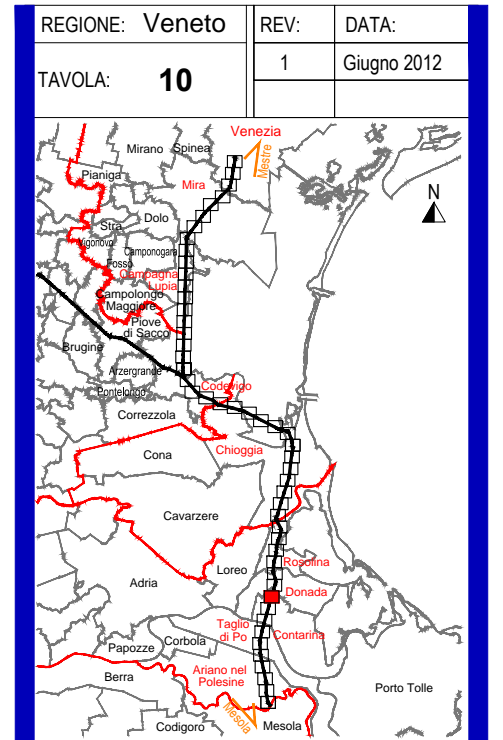 REGIONE: Veneto
REV:
DATA:
TAVOLA: 10
1
Giugno 2012
Venezia
Mirano
Spinea
Mestre
Pianiga
Mira
N
Dolo
Stra
Vigonovo
Camponogara
Fosso
Campagna
Lupia
Campolongo
Maggiore
Piove
di Sacco
Brugine
Arzergrande
Codevigo
Pontelongo
Correzzola
Chioggia
Cona
Cavarzere
Rosolina
Loreo
Adria
Donada
Taglio
di Po
Contarina
Corbola
Papozze
Ariano nel
Polesine
Berra
Porto Tolle
Mesola
Mesola
Codigoro